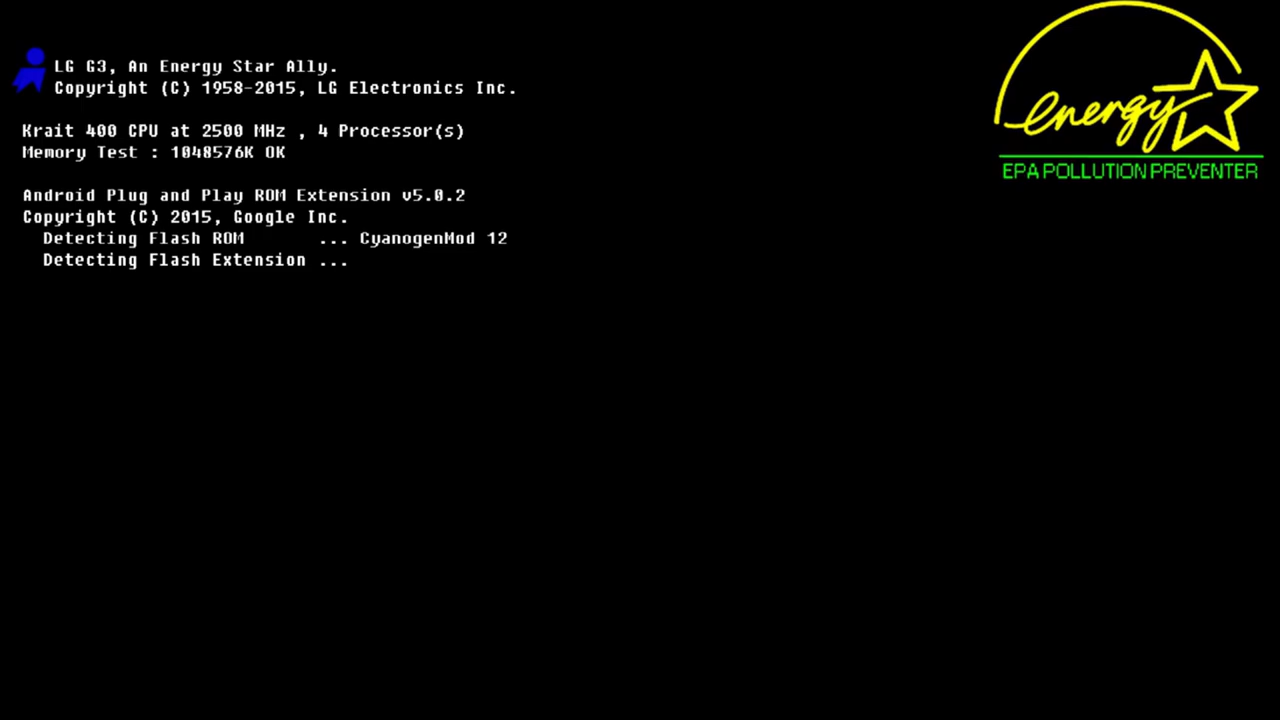 LG G3, An Energy Star Ally.
Copyright (C) 1958-2015, LG Electronics Inc.
Krait 400 CPU at 2500 MHz , 4 Processor(s)
Memory Test : 1048576K OK
Android Plug and Play ROM Extension v5.0.2
Copyright (C) 2015, Google Inc.
Detecting Flash ROM ... CyanogenMod 12
Detecting Flash Extension ...
energy
EPA POLLUTION PREVENTER